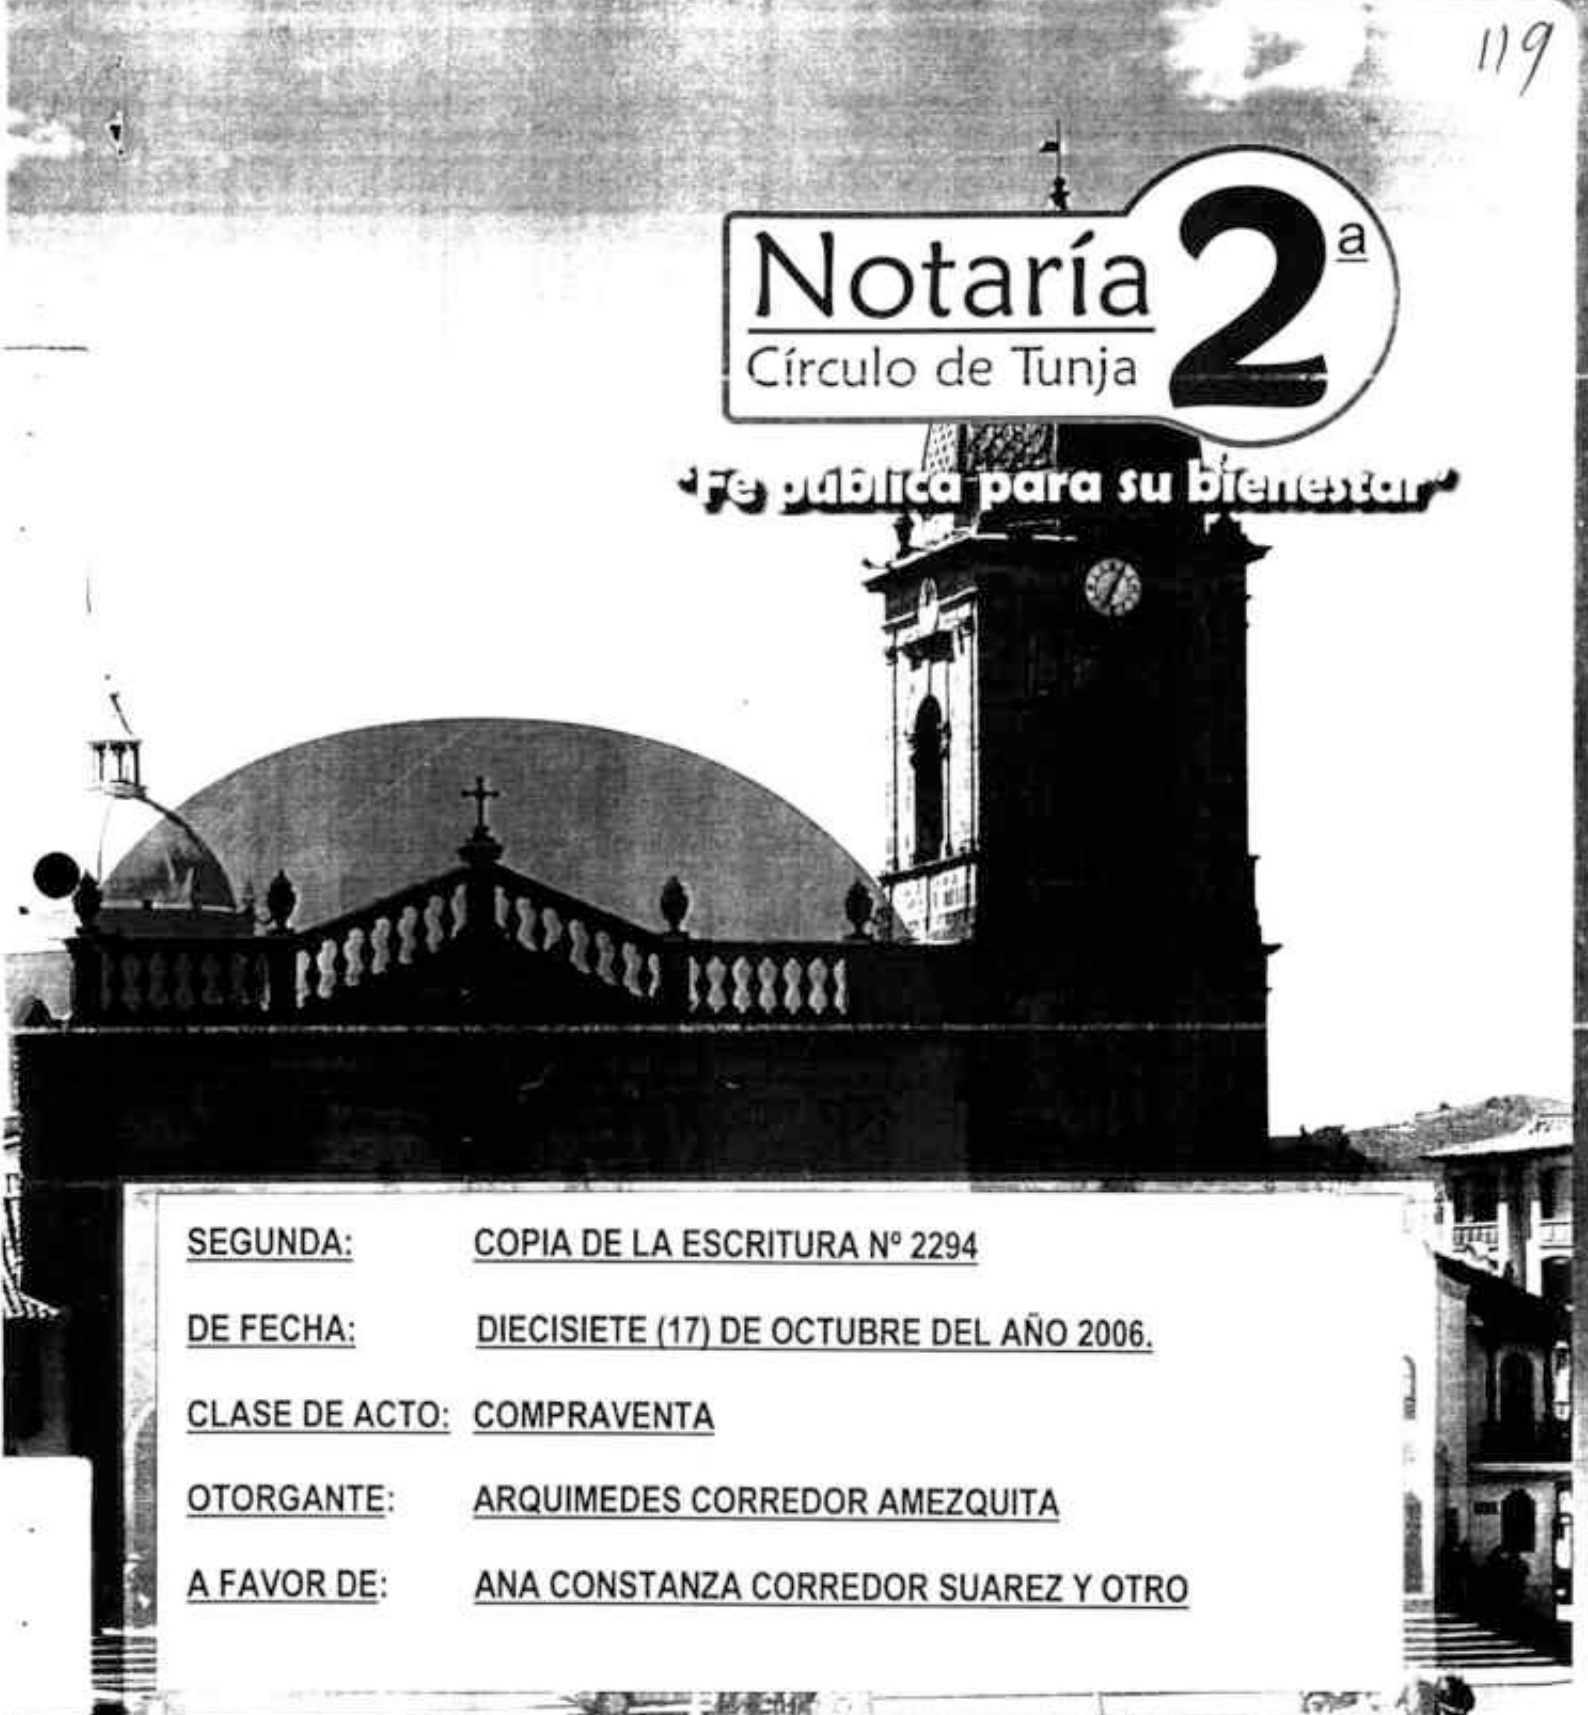 119
Notaría 2ª
Círculo de Tunja
"Fe pública para su bienestar"
SEGUNDA: COPIA DE LA ESCRITURA Nº 2294
DE FECHA: DIECISIETE (17) DE OCTUBRE DEL AÑO 2006.
CLASE DE ACTO: COMPRAVENTA
OTORGANTE: ARQUIMEDES CORREDOR AMEZQUITA
A FAVOR DE: ANA CONSTANZA CORREDOR SUAREZ Y OTRO